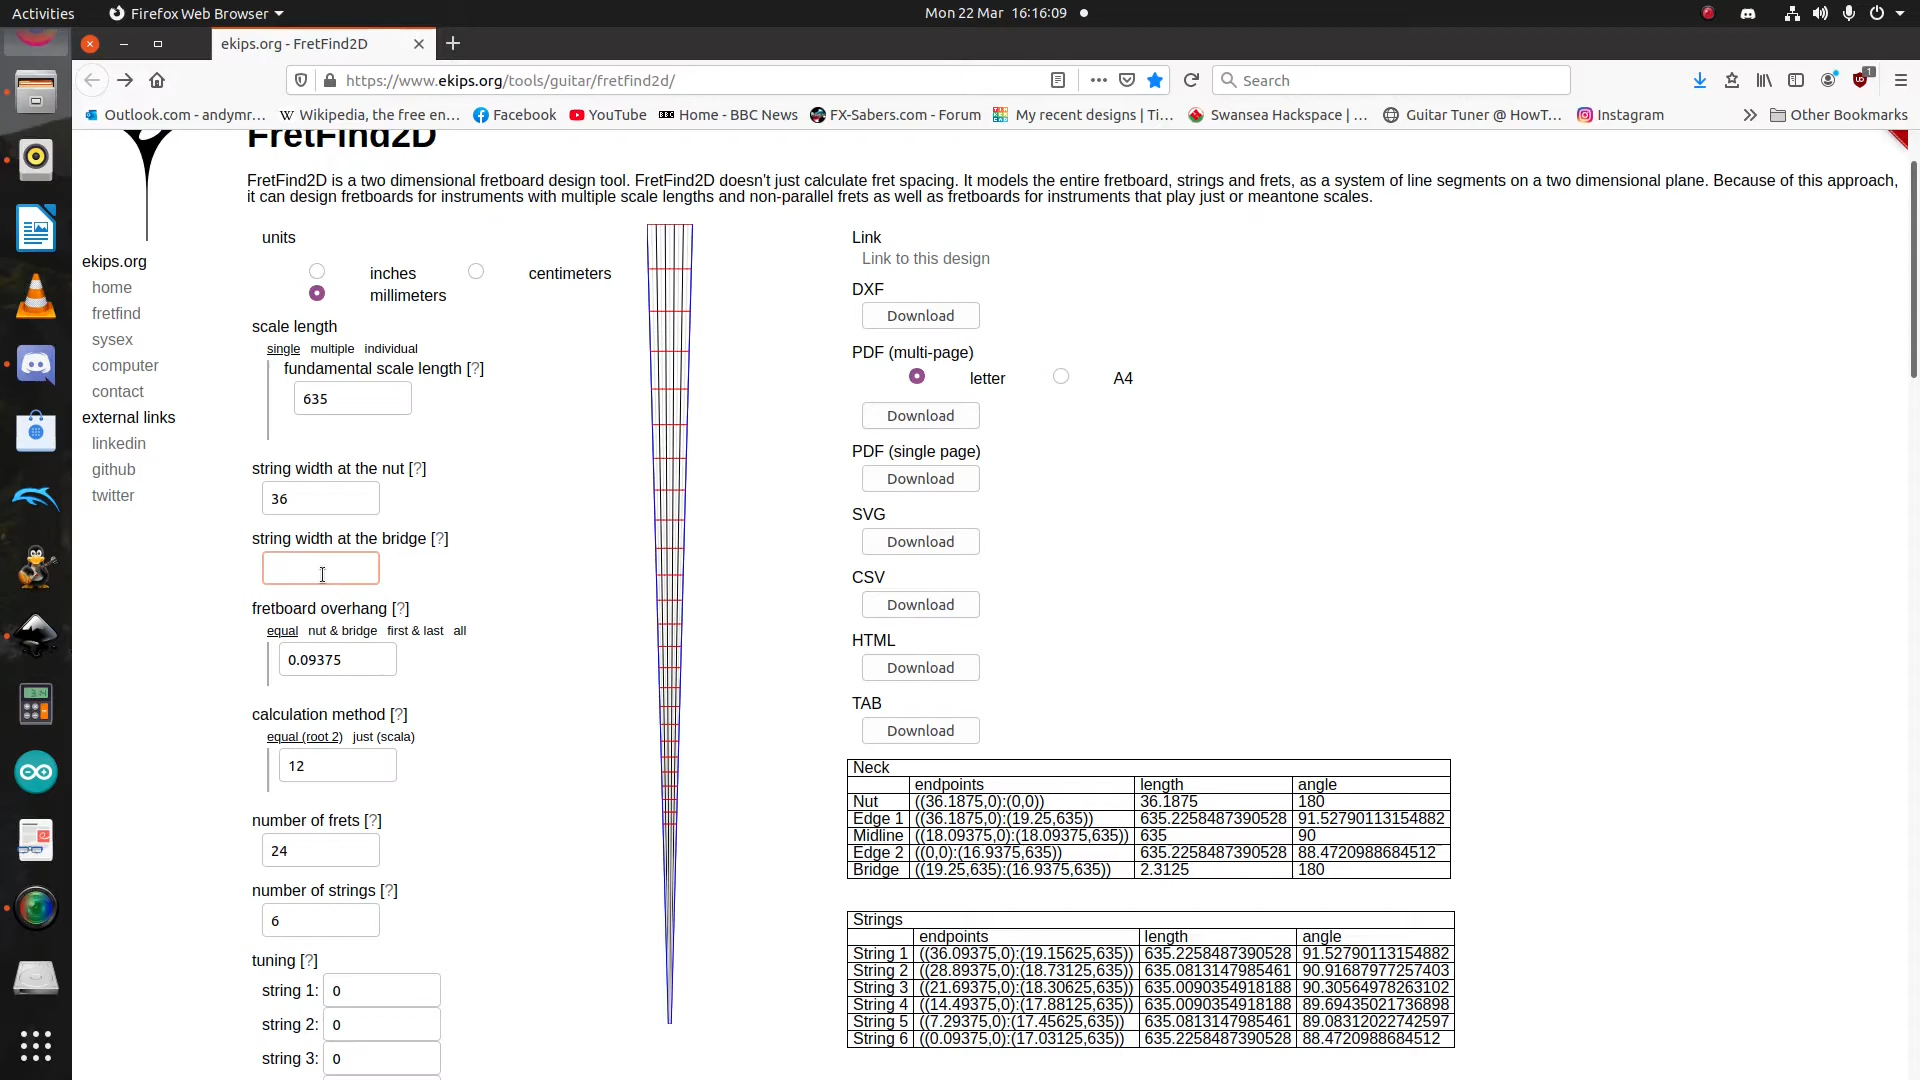 Activities
Firefox Web Browser
Mon 22 Mar 16:16:09
ekips.org - FretFind2D
https://www.ekips.org/tools/guitar/fretfind2d/
Search
1
Outlook.com - andymr…
Wikipedia, the free en…
Facebook
YouTube
Home - BBC News
FX-Sabers.com - Forum
My recent designs | Ti…
Swansea Hackspace |…
Guitar Tuner @ HowT…
Instagram
Other Bookmarks
FretFind2D
FretFind2D is a two dimensional fretboard design tool. FretFind2D doesn't just calculate fret spacing. It models the entire fretboard, strings and frets, as a system of line segments on a two dimensional plane. Because of this approach,
it can design fretboards for instruments with multiple scale lengths and non-parallel frets as well as fretboards for instruments that play just or meantone scales.
ekips.org
home
fretfind
sysex
computer
contact
external links
linkedin
github
twitter
units
inches
centimeters
millimeters
scale length
single multiple individual
fundamental scale length [?]
635
string width at the nut [?]
36
string width at the bridge [?]
fretboard overhang [?]
equal nut & bridge first & last all
0.09375
calculation method [?]
equal (root 2) just (scala)
12
number of frets [?]
24
number of strings [?]
6
tuning [?]
string 1: 0
string 2: 0
string 3: 0
Link
Link to this design
DXF
Download
PDF (multi-page)
letter A4
Download
PDF (single page)
Download
SVG
Download
CSV
Download
HTML
Download
TAB
Download
Neck
endpoints length angle
Nut ((36.1875,0):(0,0)) 36.1875 180
Edge 1 ((36.1875,0):(19.25,635)) 635.2258487390528 91.52790113154882
Midline ((18.09375,0):(18.09375,635)) 635 90
Edge 2 ((0,0):(16.9375,635)) 635.2258487390528 88.4720988684512
Bridge ((19.25,635):(16.9375,635)) 2.3125 180
Strings
endpoints length angle
String 1 ((36.09375,0):(19.15625,635)) 635.2258487390528 91.52790113154882
String 2 ((28.89375,0):(18.73125,635)) 635.0813147985461 90.91687977257403
String 3 ((21.69375,0):(18.30625,635)) 635.0090354918188 90.30564978263102
String 4 ((14.49375,0):(17.88125,635)) 635.0090354918188 89.69435021736898
String 5 ((7.29375,0):(17.45625,635)) 635.0813147985461 89.08312022742597
String 6 ((0.09375,0):(17.03125,635)) 635.2258487390528 88.4720988684512